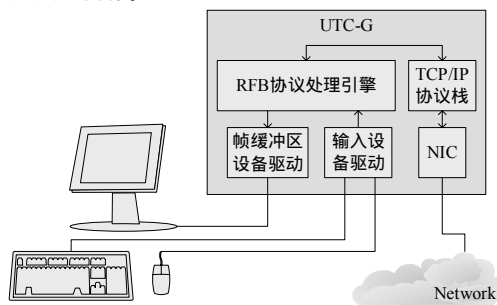 UTC-G
RFB协议处理引擎
TCP/IP
协议栈
帧缓冲区
设备驱动
输入设
备驱动
NIC
Network